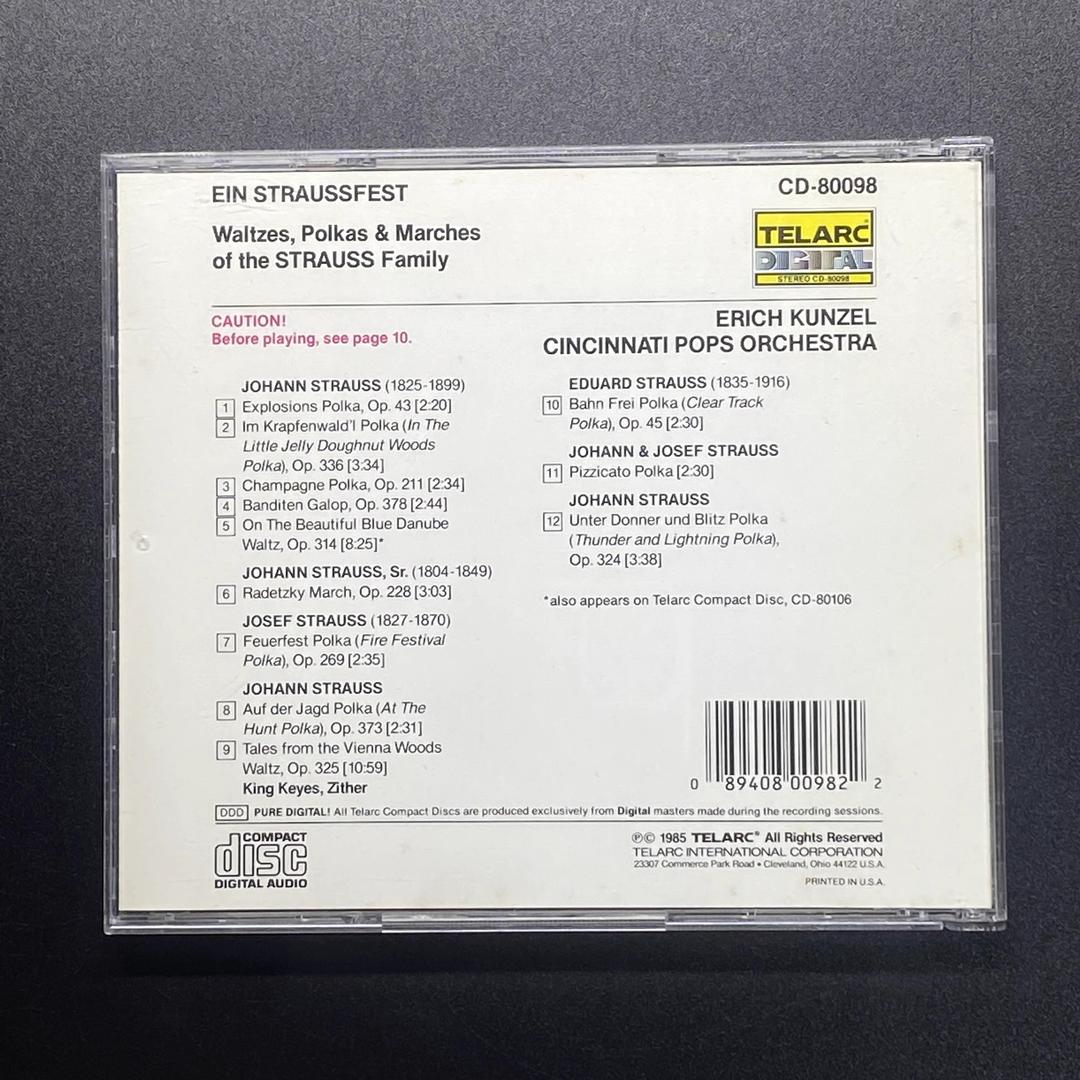 EIN STRAUSSFEST
CD-80098
Waltzes, Polkas & Marches
of the STRAUSS Family
TELARC®
DIGITAL
STEREO CD-80098
CAUTION!
Before playing, see page 10.
ERICH KUNZEL
CINCINNATI POPS ORCHESTRA
JOHANN STRAUSS (1825-1899)
1 Explosions Polka, Op. 43 [2:20]
2 Im Krapfenwald'l Polka (In The
Little Jelly Doughnut Woods
Polka), Op. 336 [3:34]
3 Champagne Polka, Op. 211 [2:34]
4 Banditen Galop, Op. 378 [2:44]
5 On The Beautiful Blue Danube
Waltz, Op. 314 [8:25]*
JOHANN STRAUSS, Sr. (1804-1849)
6 Radetzky March, Op. 228 [3:03]
JOSEF STRAUSS (1827-1870)
7 Feuerfest Polka (Fire Festival
Polka), Op. 269 [2:35]
JOHANN STRAUSS
8 Auf der Jagd Polka (At The
Hunt Polka), Op. 373 [2:31]
9 Tales from the Vienna Woods
Waltz, Op. 325 [10:59]
King Keyes, Zither
EDUARD STRAUSS (1835-1916)
10 Bahn Frei Polka (Clear Track
Polka), Op. 45 [2:30]
JOHANN & JOSEF STRAUSS
11 Pizzicato Polka [2:30]
JOHANN STRAUSS
12 Unter Donner und Blitz Polka
(Thunder and Lightning Polka),
Op. 324 [3:38]
*also appears on Telarc Compact Disc, CD-80106
0 89408 00982 2
DDD PURE DIGITAL! All Telarc Compact Discs are produced exclusively from Digital masters made during the recording sessions.
COMPACT
disc
DIGITAL AUDIO
℗© 1985 TELARC® All Rights Reserved
TELARC INTERNATIONAL CORPORATION
23307 Commerce Park Road • Cleveland, Ohio 44122 U.S.A.
PRINTED IN U.S.A.